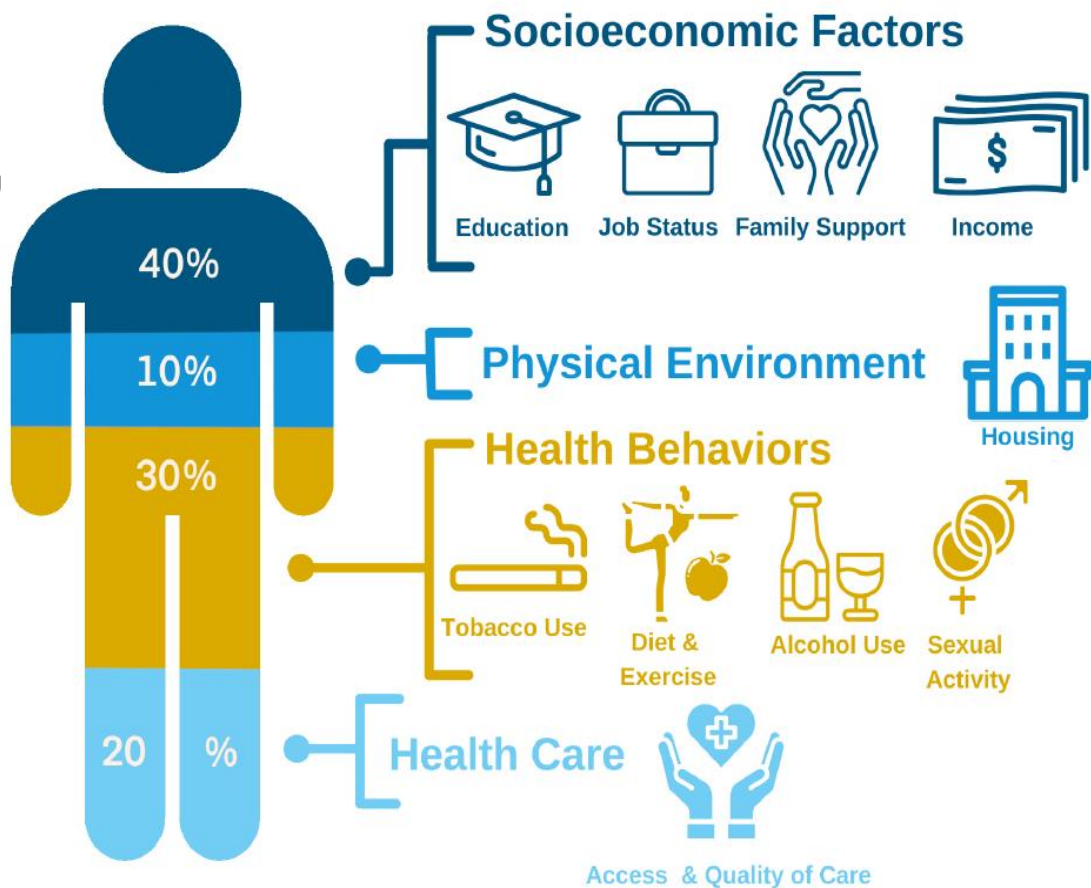 Socioeconomic Factors
$
Education Job Status Family Support Income
40%
10%
Physical Environment
Housing
30%
Health Behaviors
Tobacco Use
Diet &
Exercise
Alcohol Use
Sexual
Activity
20 %
Health Care
Access & Quality of Care